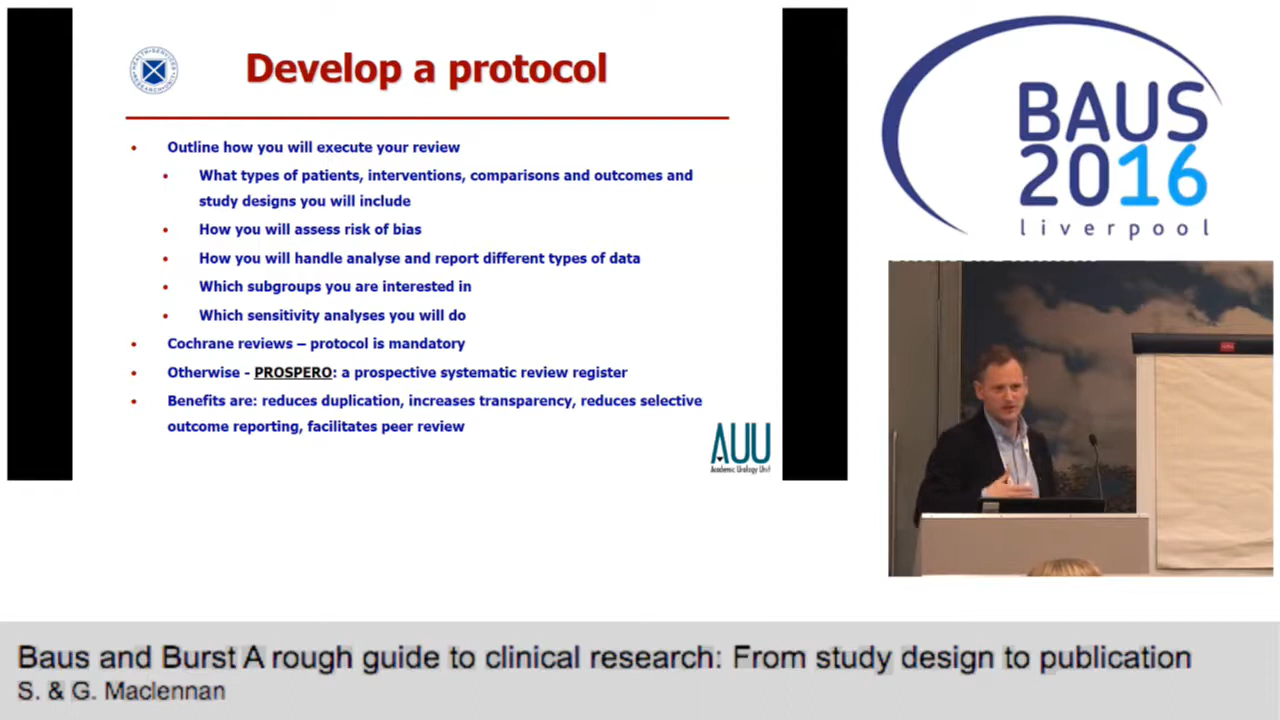 Develop a protocol
Outline how you will execute your review
What types of patients, interventions, comparisons and outcomes and
study designs you will include
How you will assess risk of bias
How you will handle analyse and report different types of data
Which subgroups you are interested in
Which sensitivity analyses you will do
Cochrane reviews – protocol is mandatory
Otherwise - PROSPERO: a prospective systematic review register
Benefits are: reduces duplication, increases transparency, reduces selective
outcome reporting, facilitates peer review
AUU
Academic Urology Unit
BAUS
2016
liverpool
Baus and Burst A rough guide to clinical research: From study design to publication
S. & G. Maclennan